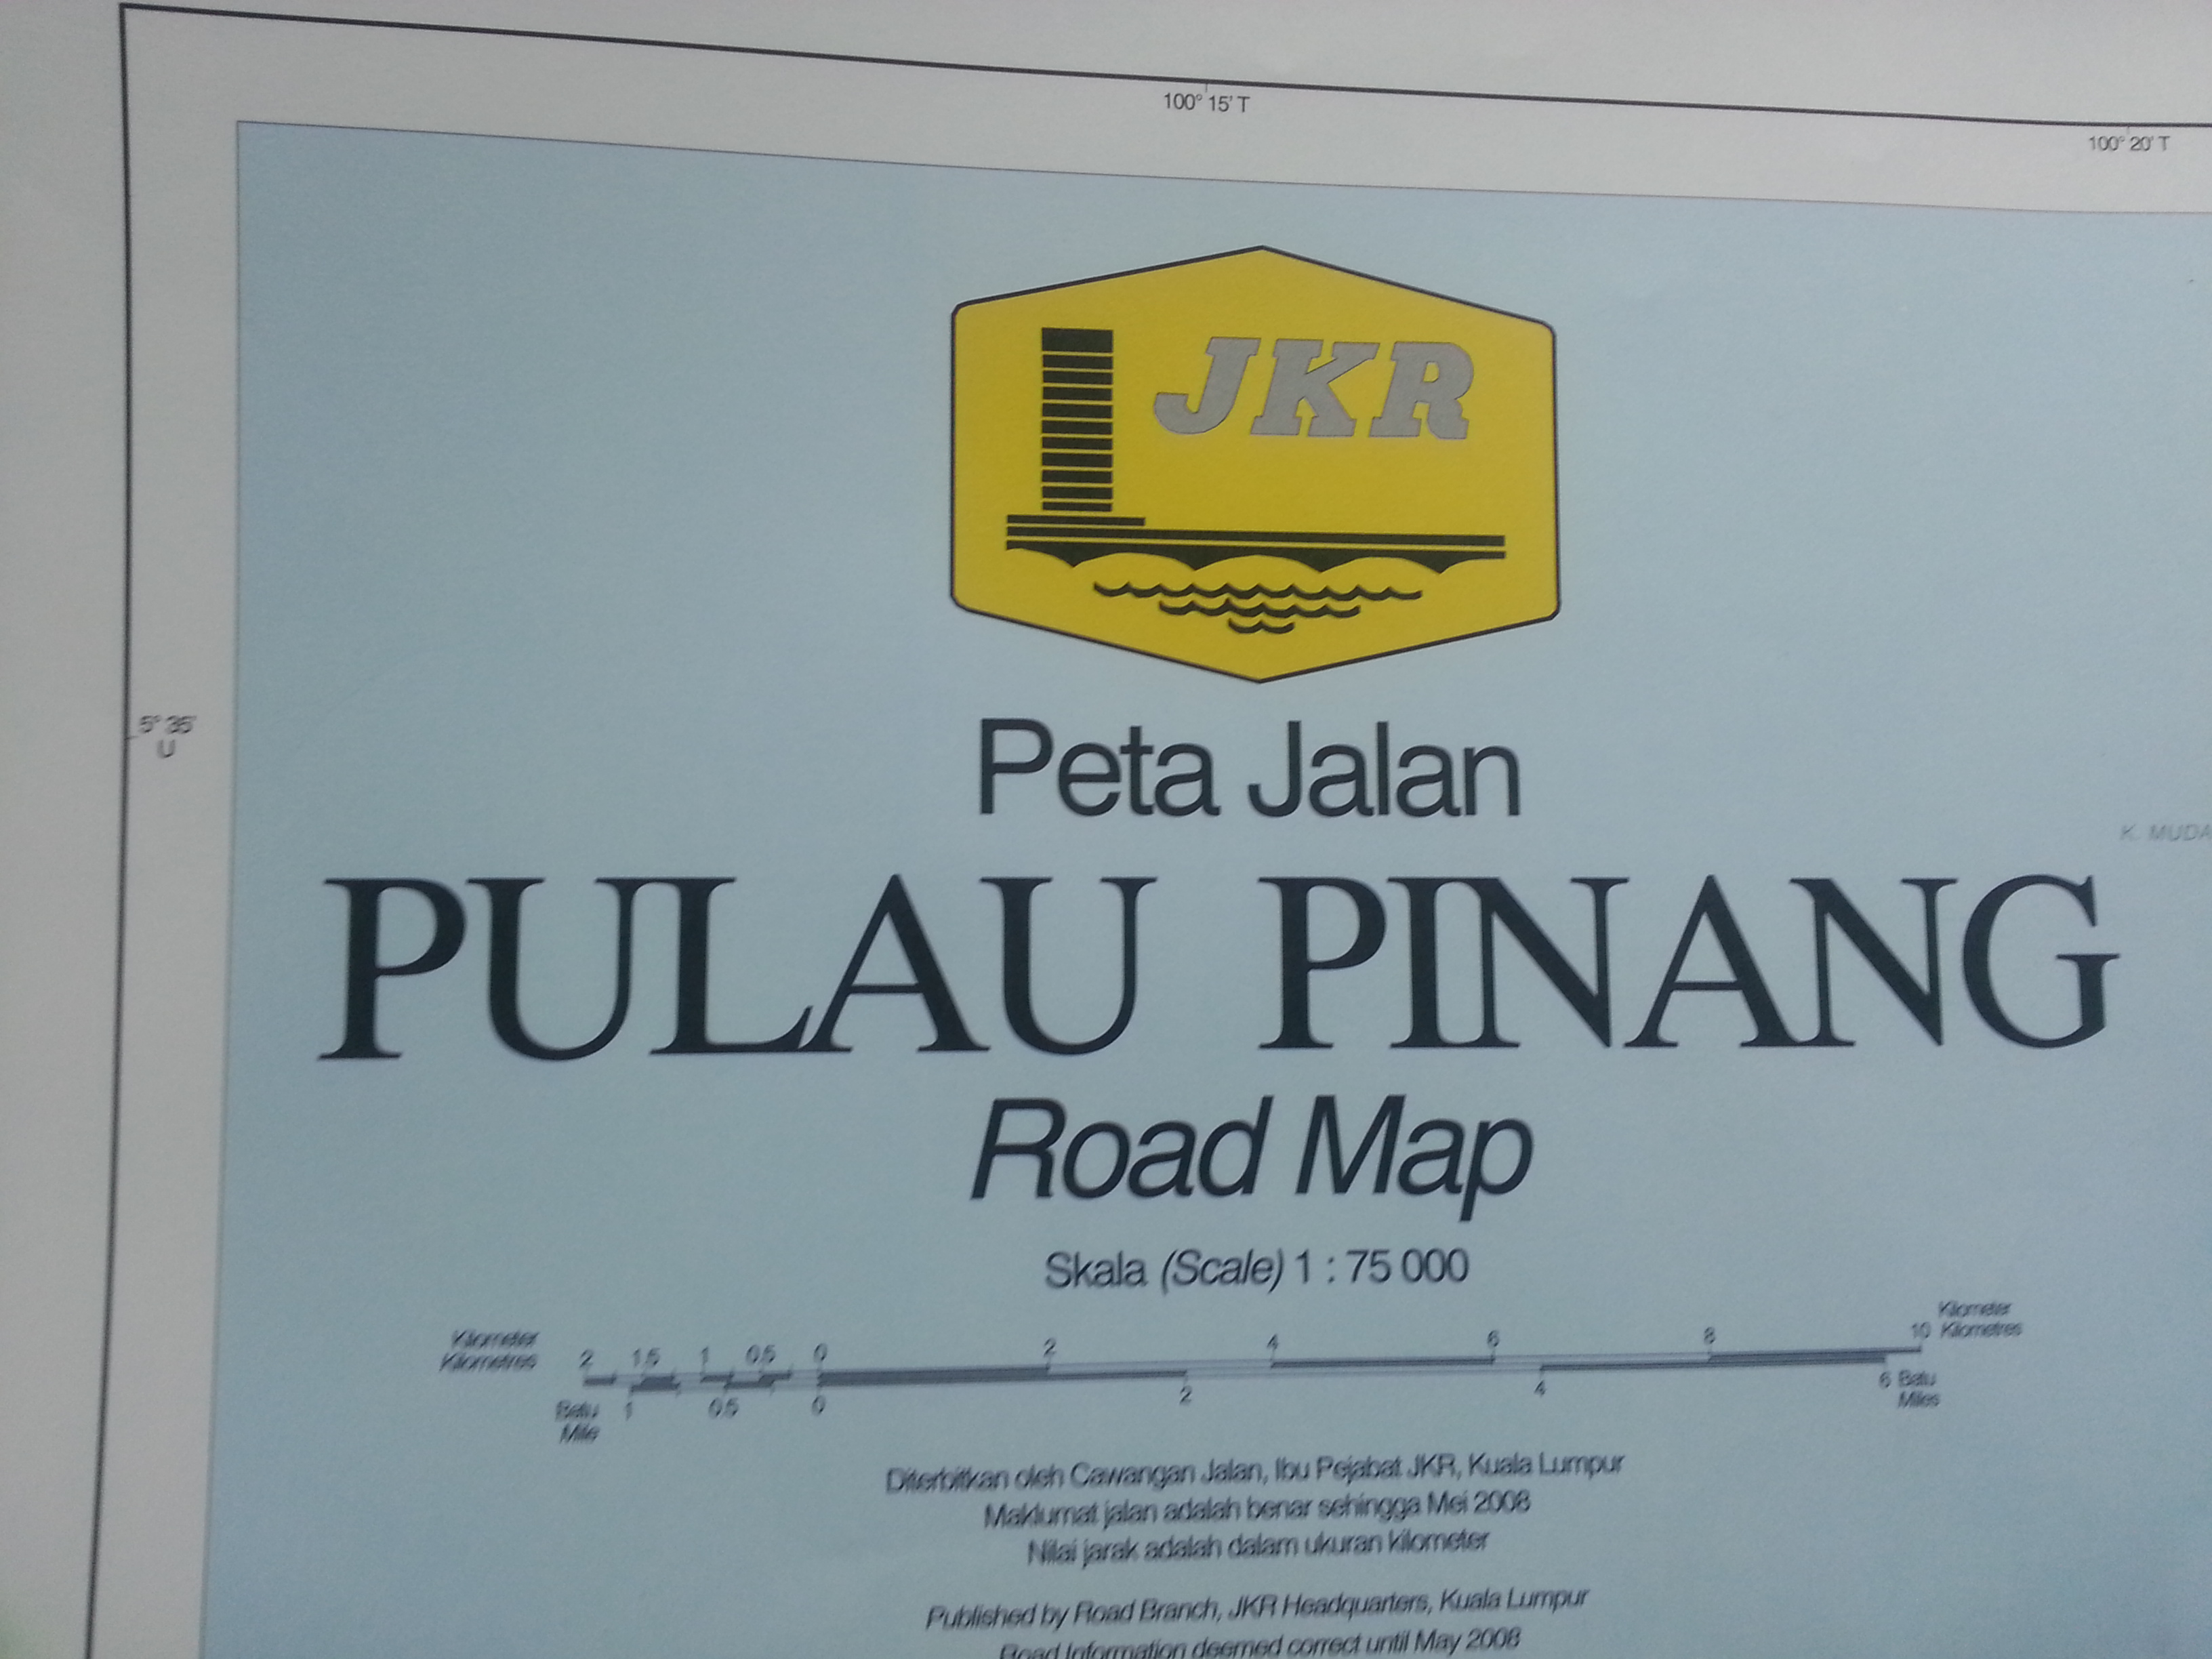 100° 15' T
100° 20' T
JKR
5° 35'
U
Peta Jalan
K. MUDA
PULAU PINANG
Road Map
Skala (Scale) 1 : 75 000
Kilometer
Kilometres
2 1.5 1 0.5 0 2 4 6 8 10
Kilometer
Kilometres
Batu
Mile
1 0.5 0 2 4 6
Batu
Miles
Diterbitkan oleh Cawangan Jalan, Ibu Pejabat JKR, Kuala Lumpur
Maklumat jalan adalah benar sehingga Mei 2008
Nilai jarak adalah dalam ukuran kilometer
Published by Road Branch, JKR Headquarters, Kuala Lumpur
Road Information deemed correct until May 2008